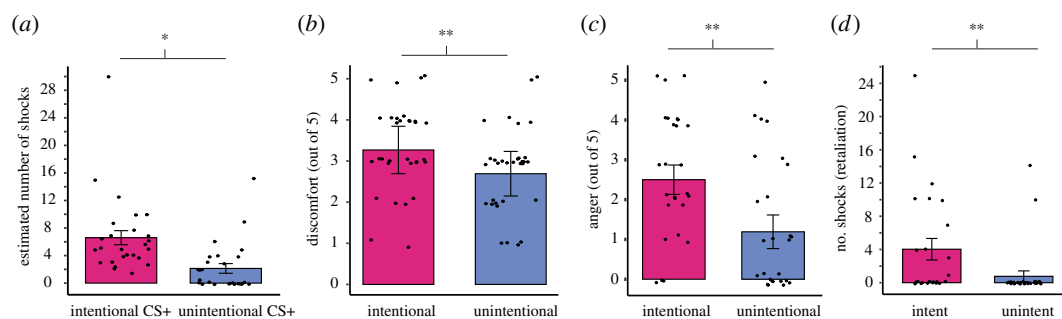 (a)
*
estimated number of shocks
28
24
20
16
12
8
4
0
intentional CS+ unintentional CS+
(b)
**
discomfort (out of 5)
5
4
3
2
1
0
intentional unintentional
(c)
**
anger (out of 5)
5
4
3
2
1
0
intentional unintentional
(d)
**
no. shocks (retaliation)
24
20
16
12
8
4
0
intent unintent